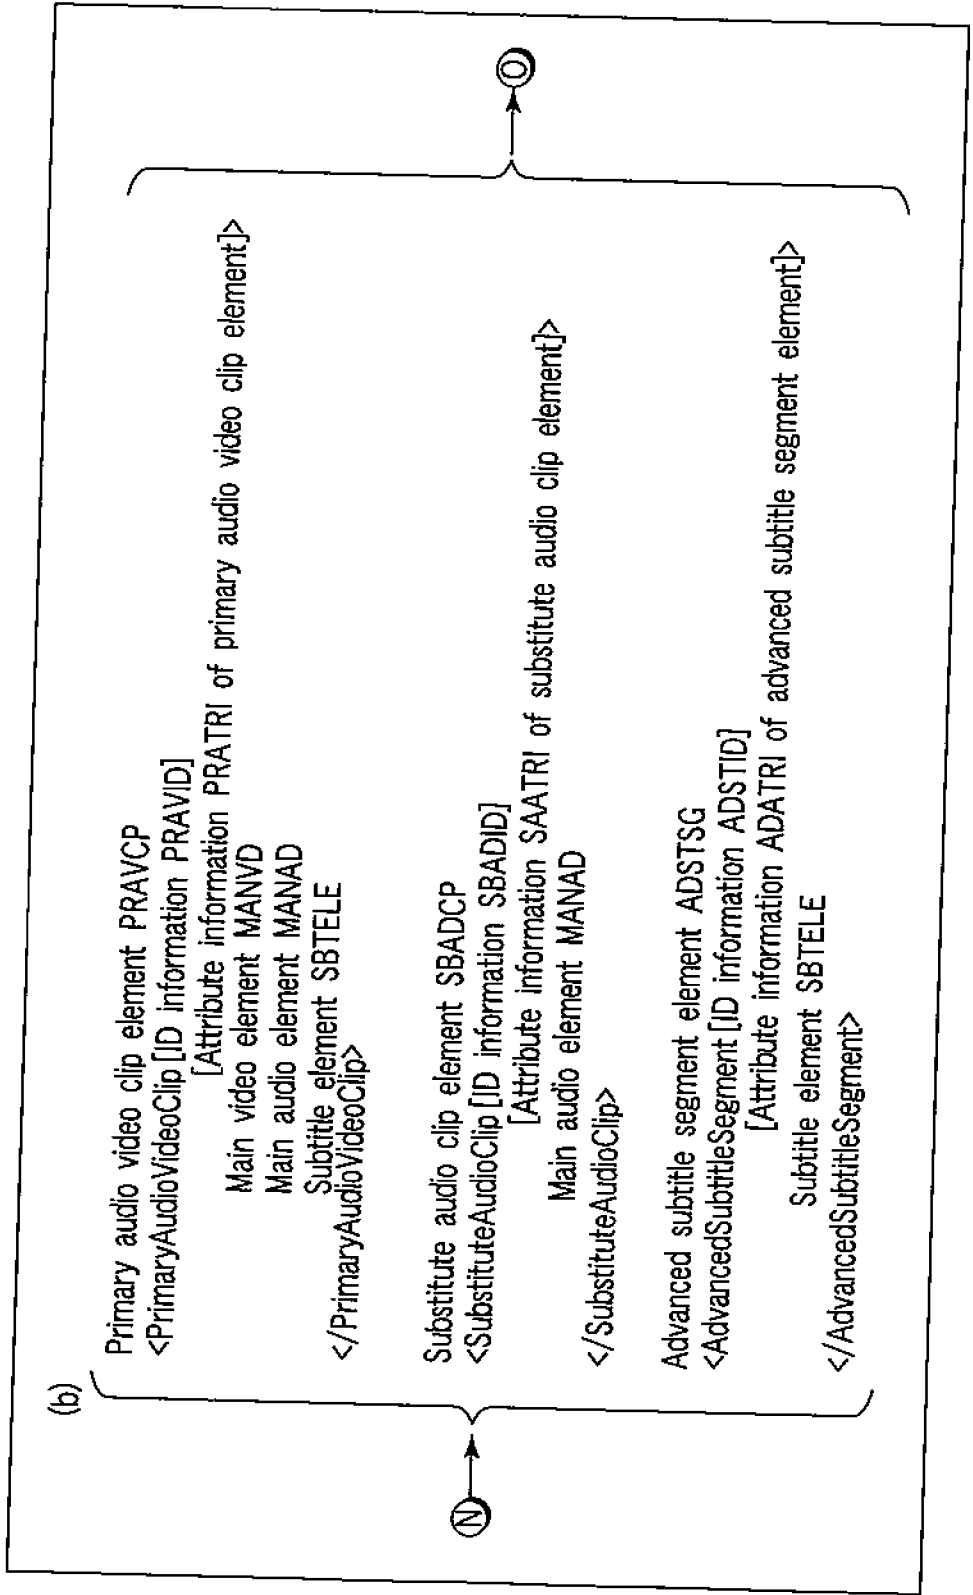 (b)
Primary audio video clip element PRAVCP
<PrimaryAudioVideoClip [ID information PRAVID]
[Attribute information PRATRI of primary audio video clip element]>
Main video element MANVD
Main audio element MANAD
Subtitle element SBTELE
</PrimaryAudioVideoClip>
Substitute audio clip element SBADCP
<SubstituteAudioClip [ID information SBADID]
[Attribute information SAATRI of substitute audio clip element]>
Main audio element MANAD
</SubstituteAudioClip>
Advanced subtitle segment element ADSTSG
<AdvancedSubtitleSegment [ID information ADSTID]
[Attribute information ADATRI of advanced subtitle segment element]>
Subtitle element SBTELE
</AdvancedSubtitleSegment>
N
O